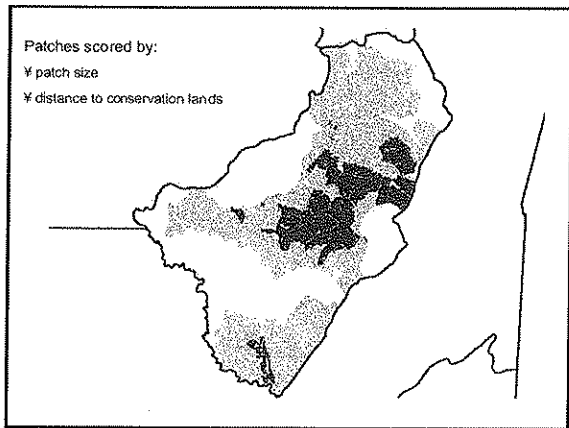 Patches scored by:
¥ patch size
¥ distance to conservation lands